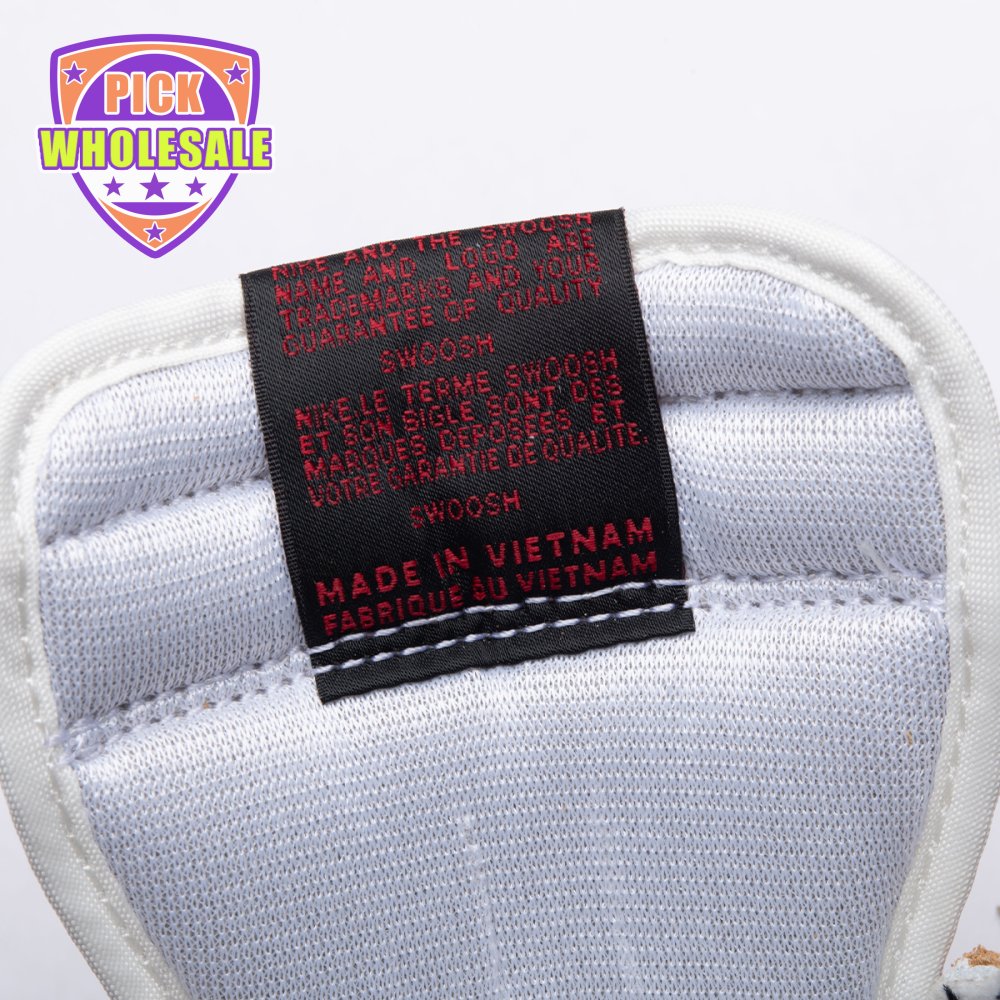 PICK
WHOLESALE
NIKE AND THE SWOOSH
NAME AND LOGO ARE
TRADEMARKS AND YOUR
GUARANTEE OF QUALITY
SWOOSH
NIKE.LE TERME SWOOSH
ET SON SIGLE SONT DES
MARQUES DEPOSEES ET
VOTRE GARANTIE DE QUALITE.
SWOOSH
MADE IN VIETNAM
FABRIQUE AU VIETNAM